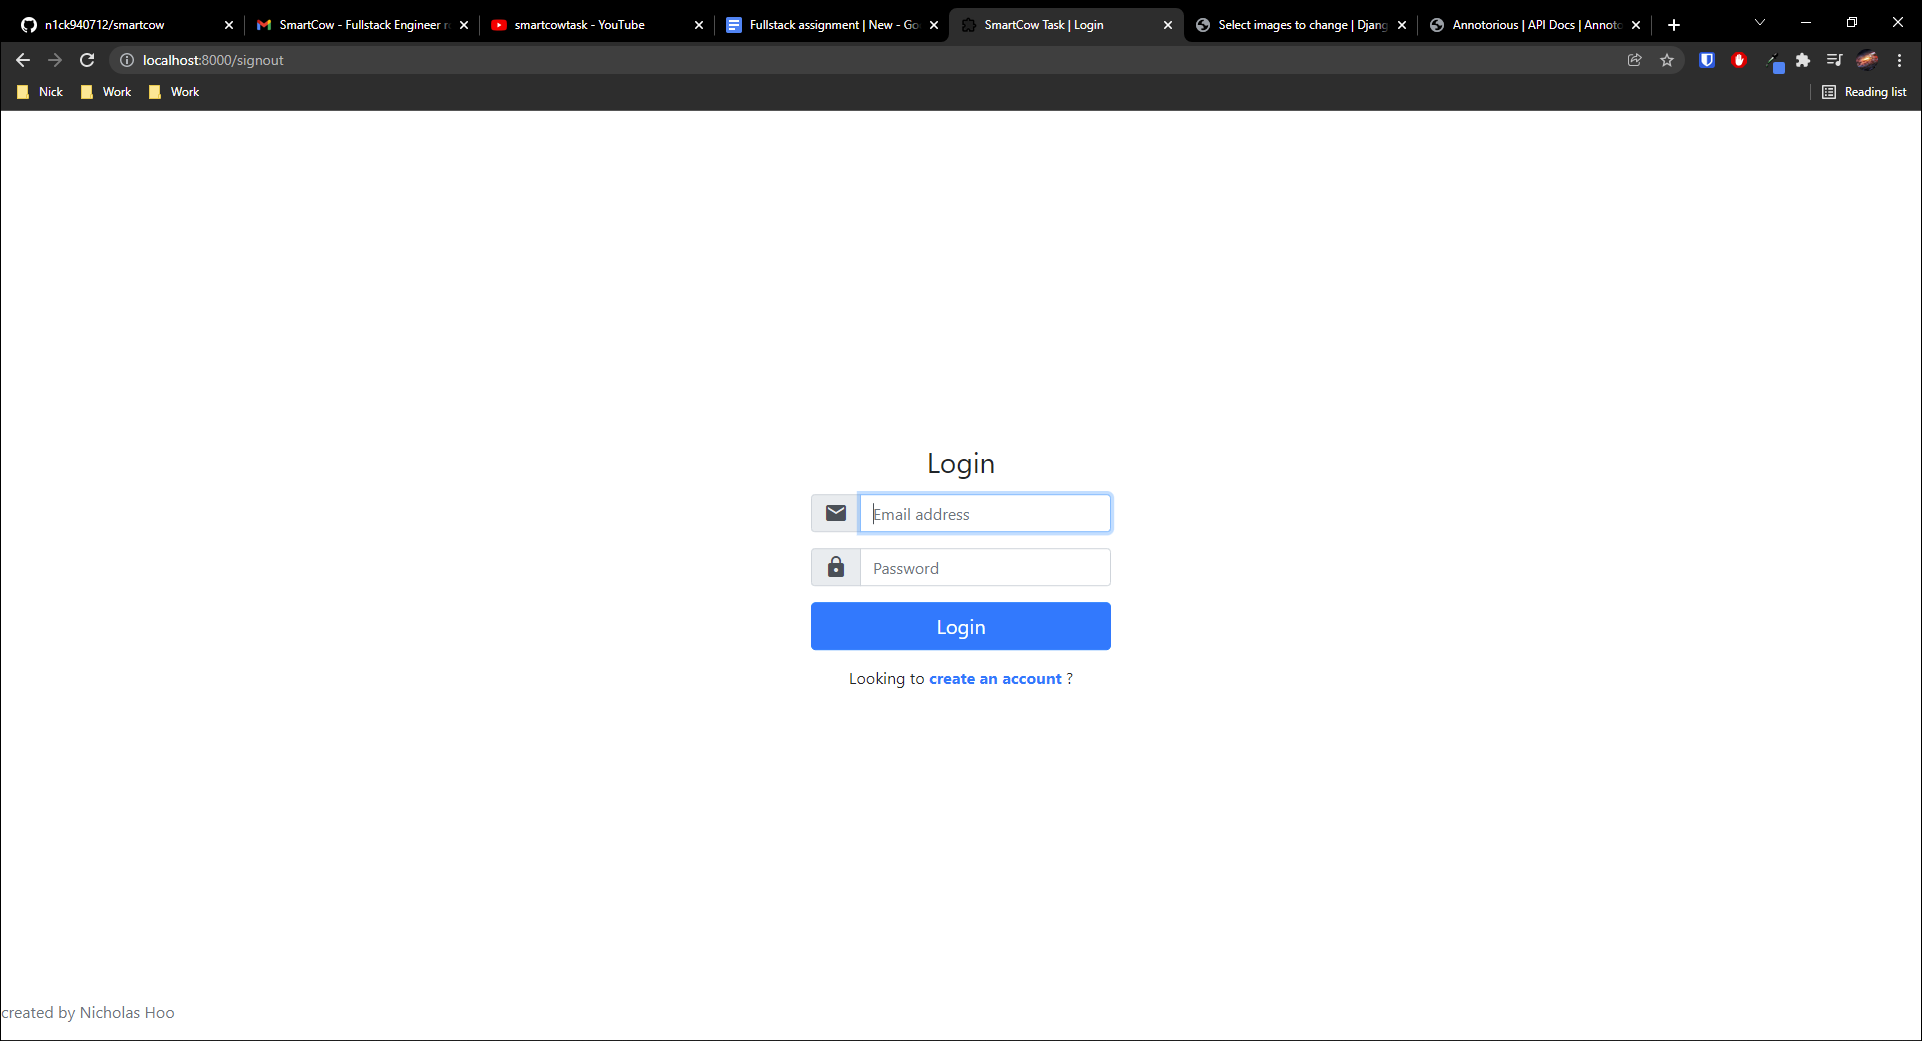 n1ck940712/smartcow
SmartCow - Fullstack Engineer r
smartcowtask - YouTube
Fullstack assignment | New - Go
SmartCow Task | Login
Select images to change | Djang
Annotorious | API Docs | Annot
localhost:8000/signout
Nick
Work
Work
Reading list
Login
Email address
Password
Login
Looking to create an account ?
created by Nicholas Hoo